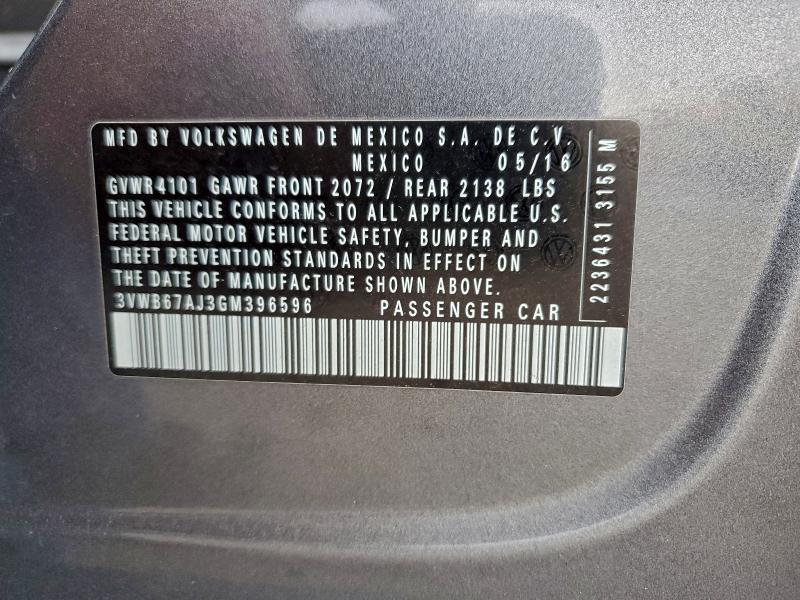 MFD BY VOLKSWAGEN DE MEXICO S.A. DE C.V.
MEXICO 05/16
GVWR4101 GAWR FRONT 2072 / REAR 2138 LBS
THIS VEHICLE CONFORMS TO ALL APPLICABLE U.S.
FEDERAL MOTOR VEHICLE SAFETY, BUMPER AND
THEFT PREVENTION STANDARDS IN EFFECT ON
THE DATE OF MANUFACTURE SHOWN ABOVE.
3VWB67AJ3GM396596 PASSENGER CAR
2236431 3155 M